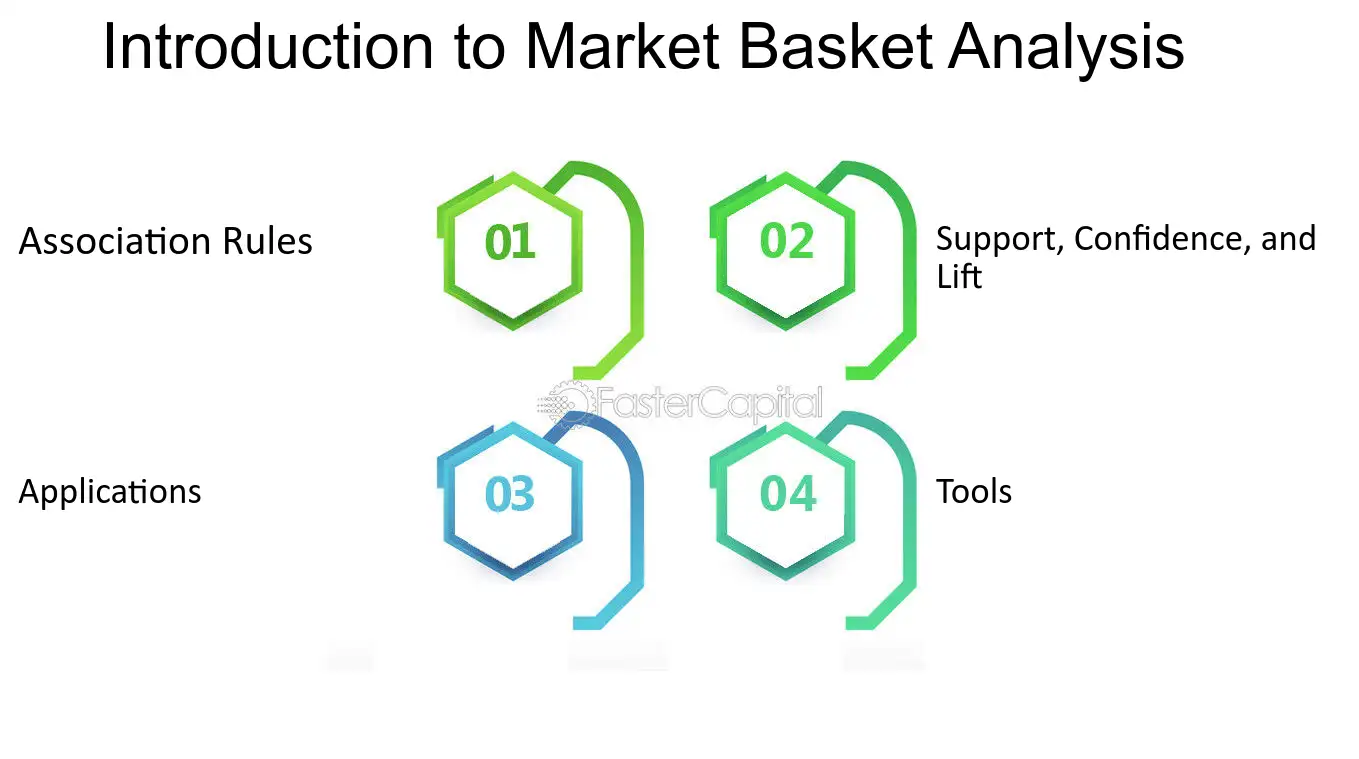 Introduction to Market Basket Analysis
Association Rules
01
02
Support, Confidence, and
Lift
FasterCapital
Applications
03
04
Tools